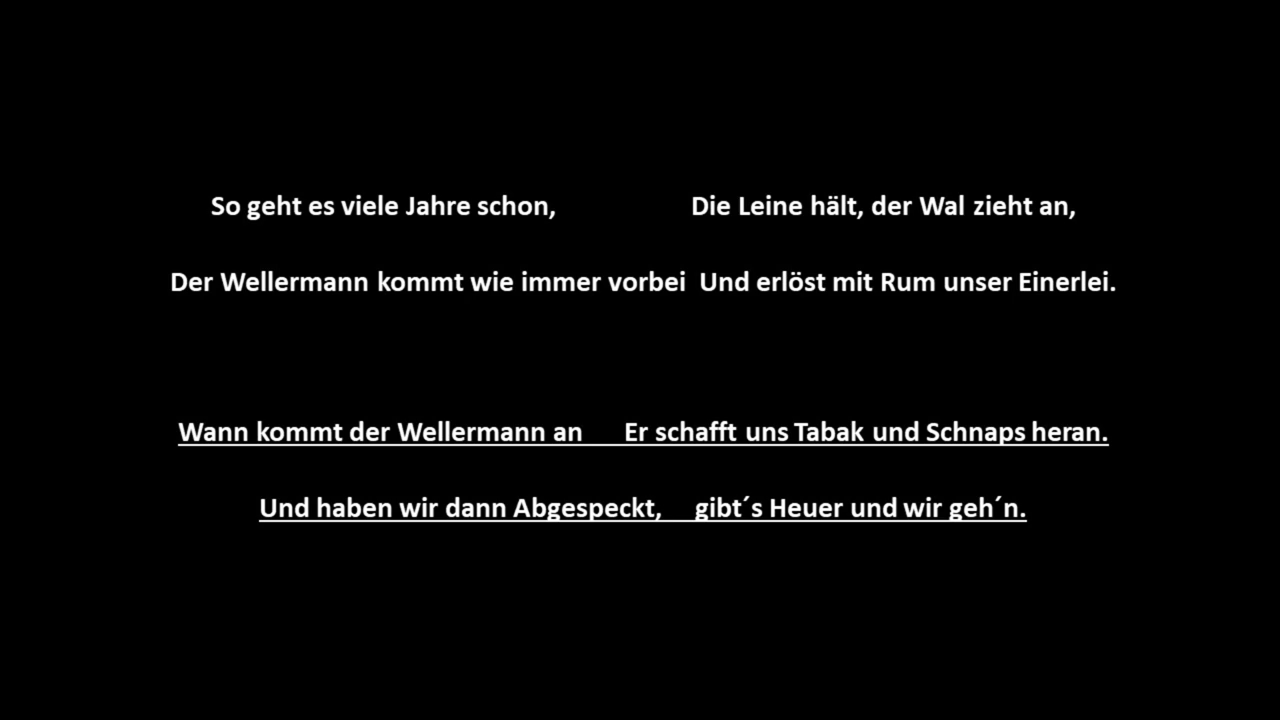 So geht es viele Jahre schon, Die Leine hält, der Wal zieht an,
Der Wellermann kommt wie immer vorbei Und erlöst mit Rum unser Einerlei.
Wann kommt der Wellermann an Er schafft uns Tabak und Schnaps heran.
Und haben wir dann Abgespeckt, gibt´s Heuer und wir geh´n.